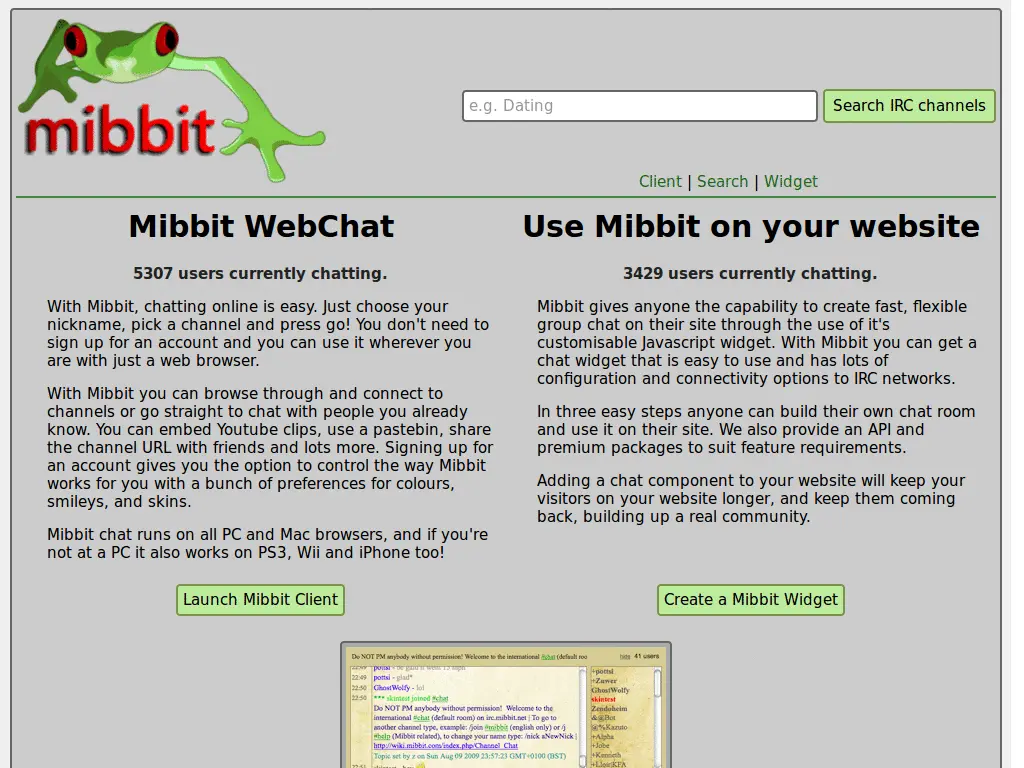 mibbit
e.g. Dating
Search IRC channels
Client | Search | Widget
Mibbit WebChat
5307 users currently chatting.
With Mibbit, chatting online is easy. Just choose your
nickname, pick a channel and press go! You don't need to
sign up for an account and you can use it wherever you
are with just a web browser.
With Mibbit you can browse through and connect to
channels or go straight to chat with people you already
know. You can embed Youtube clips, use a pastebin, share
the channel URL with friends and lots more. Signing up for
an account gives you the option to control the way Mibbit
works for you with a bunch of preferences for colours,
smileys, and skins.
Mibbit chat runs on all PC and Mac browsers, and if you're
not at a PC it also works on PS3, Wii and iPhone too!
Launch Mibbit Client
Use Mibbit on your website
3429 users currently chatting.
Mibbit gives anyone the capability to create fast, flexible
group chat on their site through the use of it's
customisable Javascript widget. With Mibbit you can get a
chat widget that is easy to use and has lots of
configuration and connectivity options to IRC networks.
In three easy steps anyone can build their own chat room
and use it on their site. We also provide an API and
premium packages to suit feature requirements.
Adding a chat component to your website will keep your
visitors on your website longer, and keep them coming
back, building up a real community.
Create a Mibbit Widget
Do NOT PM anybody without permission! Welcome to the international #chat (default roo
41 users
22:49 pottsi - glad*
22:50 GhostWolfy - lol
22:50 *** skintest joined #chat
Do NOT PM anybody without permission! Welcome to the
international #chat (default room) on irc.mibbit.net | To go to
another channel type, example: /join #mibbit (english only) or /j
#help (Mibbit related), to change your name type: /nick aNewNick |
http://wiki.mibbit.com/index.php/Channel_Chat
Topic set by z on Sun Aug 09 2009 23:57:23 GMT+0100 (BST)
+pottsi
+Zuwer
GhostWolfy
skintest
Zendoheim
&@Bot
@%Kazuto
+Alpha
+Jobe
+Kenneth